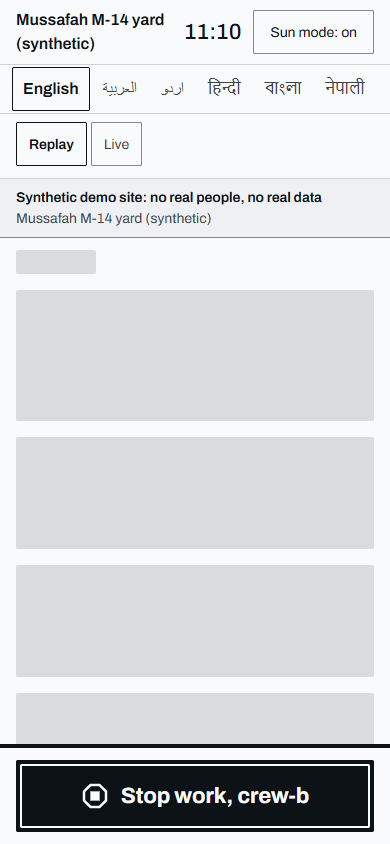 Mussafah M-14 yard
(synthetic)
11:10
Sun mode: on
English
العربية
اردو
हिन्दी
বাংলা
नेपाली
Replay
Live
Synthetic demo site: no real people, no real data
Mussafah M-14 yard (synthetic)
Stop work, crew-b